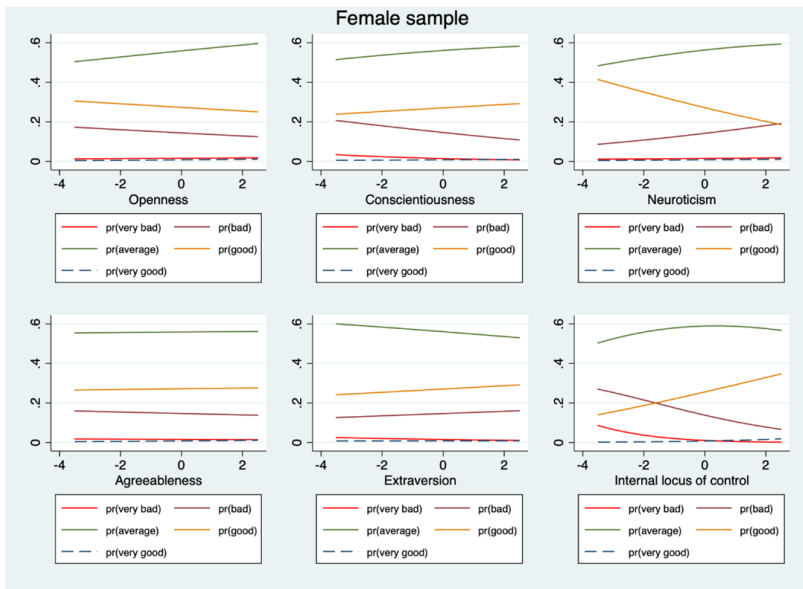 Female sample
.6
.4
.2
0
-4 -2 0 2
Openness
pr(very bad) pr(bad)
pr(average) pr(good)
pr(very good)
.6
.4
.2
0
-4 -2 0 2
Conscientiousness
pr(very bad) pr(bad)
pr(average) pr(good)
pr(very good)
.6
.4
.2
0
-4 -2 0 2
Neuroticism
pr(very bad) pr(bad)
pr(average) pr(good)
pr(very good)
.6
.4
.2
0
-4 -2 0 2
Agreeableness
pr(very bad) pr(bad)
pr(average) pr(good)
pr(very good)
.6
.4
.2
0
-4 -2 0 2
Extraversion
pr(very bad) pr(bad)
pr(average) pr(good)
pr(very good)
.6
.4
.2
0
-4 -2 0 2
Internal locus of control
pr(very bad) pr(bad)
pr(average) pr(good)
pr(very good)